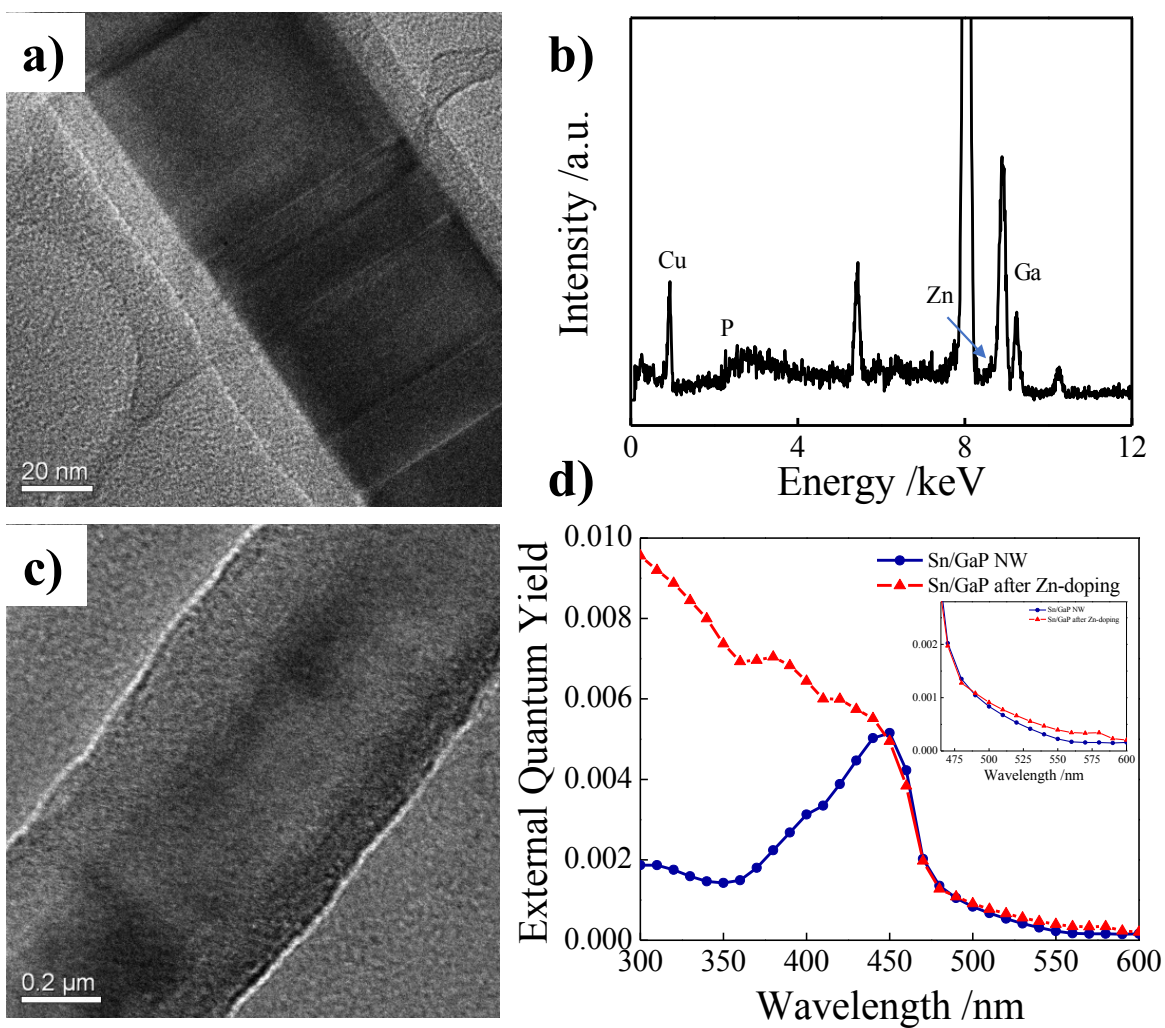 a)
20 nm
b)
Intensity /a.u.
Cu
P
Zn
Ga
0
4
8
12
Energy /keV
c)
0.2 µm
d)
External Quantum Yield
0.010
0.008
0.006
0.004
0.002
0.000
300
350
400
450
500
550
600
Wavelength /nm
Sn/GaP NW
Sn/GaP after Zn-doping
Sn/GaP NW
Sn/GaP after Zn-doping
0.002
0.001
0.000
475
500
525
550
575
600
Wavelength /nm